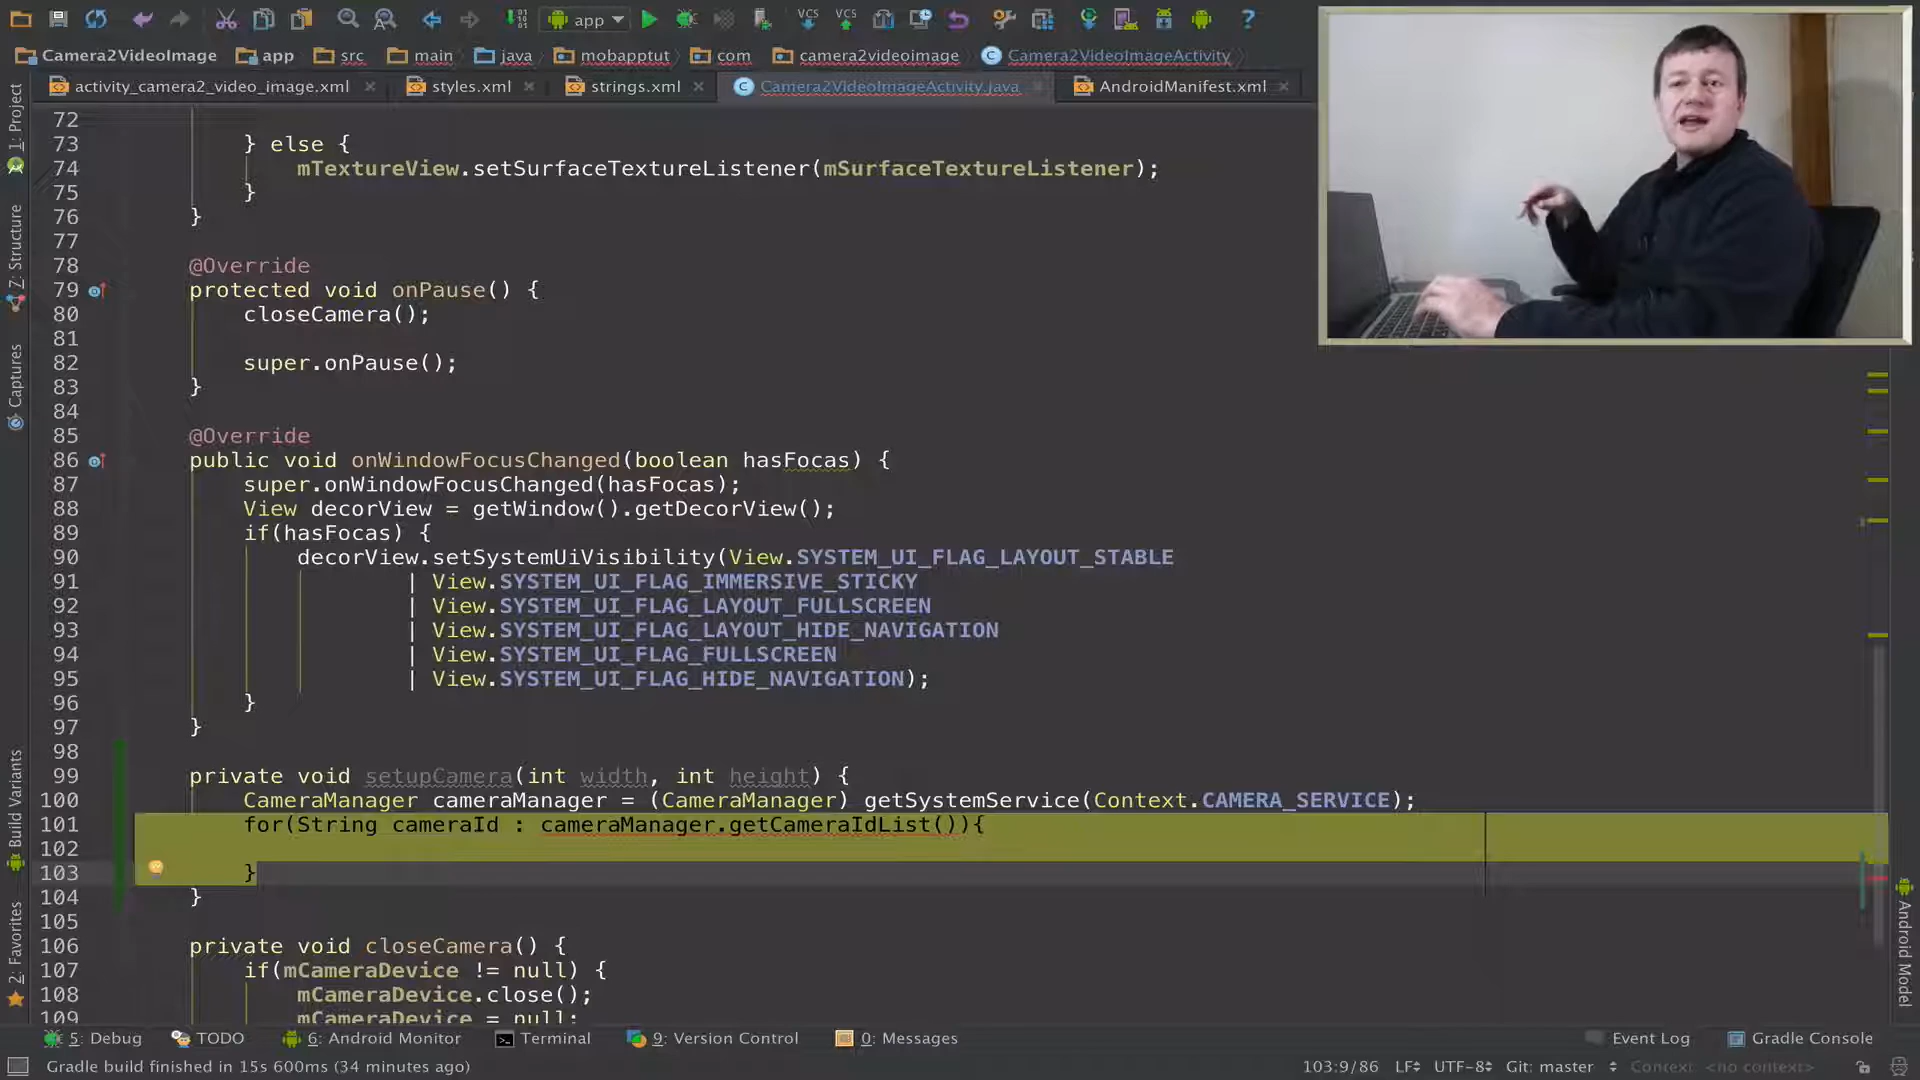 app
Camera2VideoImage app src main java mobapptut com camera2videoimage Camera2VideoImageActivity
activity_camera2_video_image.xml styles.xml strings.xml Camera2VideoImageActivity.java AndroidManifest.xml
1: Project
7: Structure
Captures
Build Variants
2: Favorites
72
73 } else {
74 mTextureView.setSurfaceTextureListener(mSurfaceTextureListener);
75 }
76 }
77
78 @Override
79 protected void onPause() {
80 closeCamera();
81
82 super.onPause();
83 }
84
85 @Override
86 public void onWindowFocusChanged(boolean hasFocas) {
87 super.onWindowFocusChanged(hasFocas);
88 View decorView = getWindow().getDecorView();
89 if(hasFocas) {
90 decorView.setSystemUiVisibility(View.SYSTEM_UI_FLAG_LAYOUT_STABLE
91 | View.SYSTEM_UI_FLAG_IMMERSIVE_STICKY
92 | View.SYSTEM_UI_FLAG_LAYOUT_FULLSCREEN
93 | View.SYSTEM_UI_FLAG_LAYOUT_HIDE_NAVIGATION
94 | View.SYSTEM_UI_FLAG_FULLSCREEN
95 | View.SYSTEM_UI_FLAG_HIDE_NAVIGATION);
96 }
97 }
98
99 private void setupCamera(int width, int height) {
100 CameraManager cameraManager = (CameraManager) getSystemService(Context.CAMERA_SERVICE);
101 for(String cameraId : cameraManager.getCameraIdList()){
102
103 }
104 }
105
106 private void closeCamera() {
107 if(mCameraDevice != null) {
108 mCameraDevice.close();
109 mCameraDevice = null;
Android Model
5: Debug TODO 6: Android Monitor Terminal 9: Version Control 0: Messages Event Log Gradle Console
Gradle build finished in 15s 600ms (34 minutes ago) 103:9/86 LF UTF-8 Git: master Context: <no context>